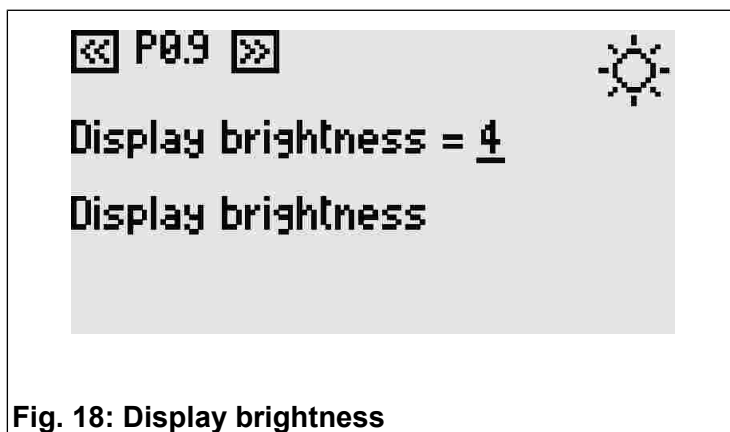 ≪ P0.9 ≫
Display brightness = 4
Display brightness
Fig. 18: Display brightness